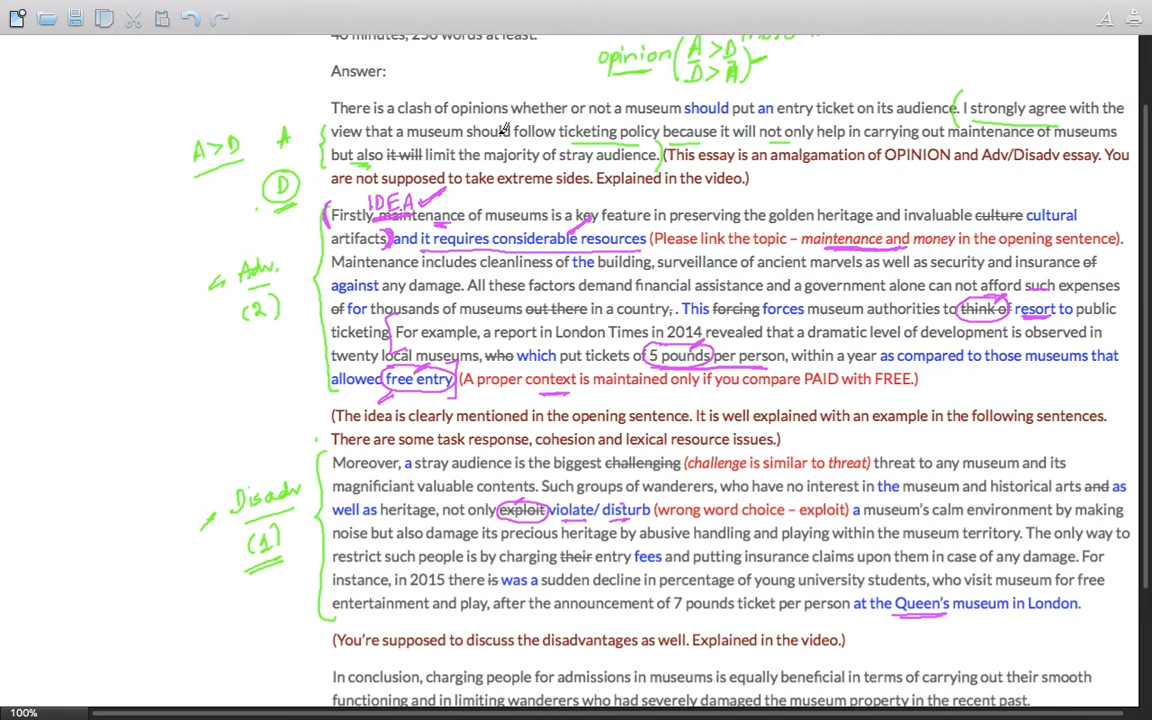 40 minutes, 250 words at least.
opinion ( A > D
D > A )
Answer:
There is a clash of opinions whether or not a museum should put an entry ticket on its audience. I strongly agree with the
view that a museum should follow ticketing policy because it will not only help in carrying out maintenance of museums
A>D A
but also it will limit the majority of stray audience. (This essay is an amalgamation of OPINION and Adv/Disadv essay. You
D
are not supposed to take extreme sides. Explained in the video.)
IDEA
Firstly maintenance of museums is a key feature in preserving the golden heritage and invaluable culture cultural
artifacts and it requires considerable resources (Please link the topic – maintenance and money in the opening sentence).
Maintenance includes cleanliness of the building, surveillance of ancient marvels as well as security and insurance of
Adv.
against any damage. All these factors demand financial assistance and a government alone can not afford such expenses
(2)
of for thousands of museums out there in a country, . This forcing forces museum authorities to think of resort to public
ticketing. For example, a report in London Times in 2014 revealed that a dramatic level of development is observed in
twenty local museums, who which put tickets of 5 pounds per person, within a year as compared to those museums that
allowed free entry (A proper context is maintained only if you compare PAID with FREE.)
(The idea is clearly mentioned in the opening sentence. It is well explained with an example in the following sentences.
There are some task response, cohesion and lexical resource issues.)
Moreover, a stray audience is the biggest challenging (challenge is similar to threat) threat to any museum and its
magnificiant valuable contents. Such groups of wanderers, who have no interest in the museum and historical arts and as
Disadv
well as heritage, not only exploit violate/ disturb (wrong word choice – exploit) a museum's calm environment by making
noise but also damage its precious heritage by abusive handling and playing within the museum territory. The only way to
(1)
restrict such people is by charging their entry fees and putting insurance claims upon them in case of any damage. For
instance, in 2015 there is was a sudden decline in percentage of young university students, who visit museum for free
entertainment and play, after the announcement of 7 pounds ticket per person at the Queen's museum in London.
(You're supposed to discuss the disadvantages as well. Explained in the video.)
In conclusion, charging people for admissions in museums is equally beneficial in terms of carrying out their smooth
functioning and in limiting wanderers who had severely damaged the museum property in the recent past.
100%